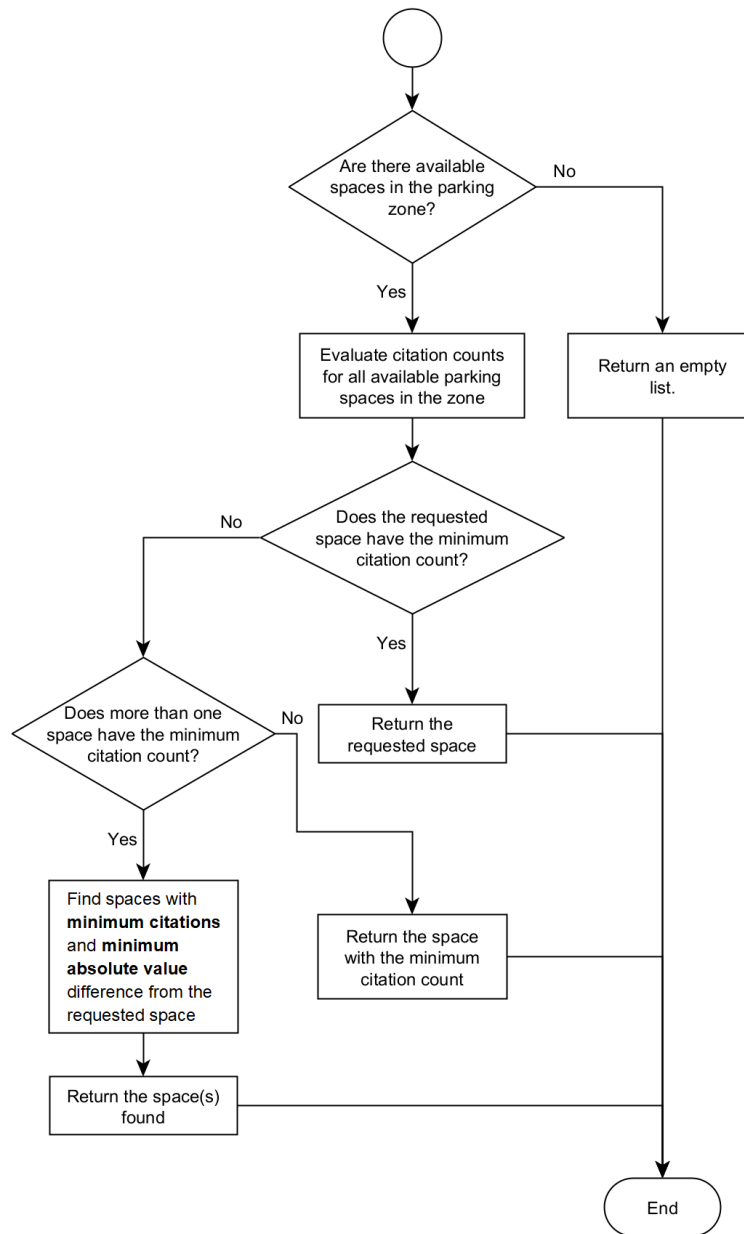 Are there available
spaces in the parking
zone?
No
Yes
Evaluate citation counts
for all available parking
spaces in the zone
Return an empty
list.
Does the requested
space have the minimum
citation count?
No
Yes
Does more than one
space have the minimum
citation count?
No
Return the
requested space
Yes
Find spaces with
minimum citations
and minimum
absolute value
difference from the
requested space
Return the space
with the minimum
citation count
Return the space(s)
found
End